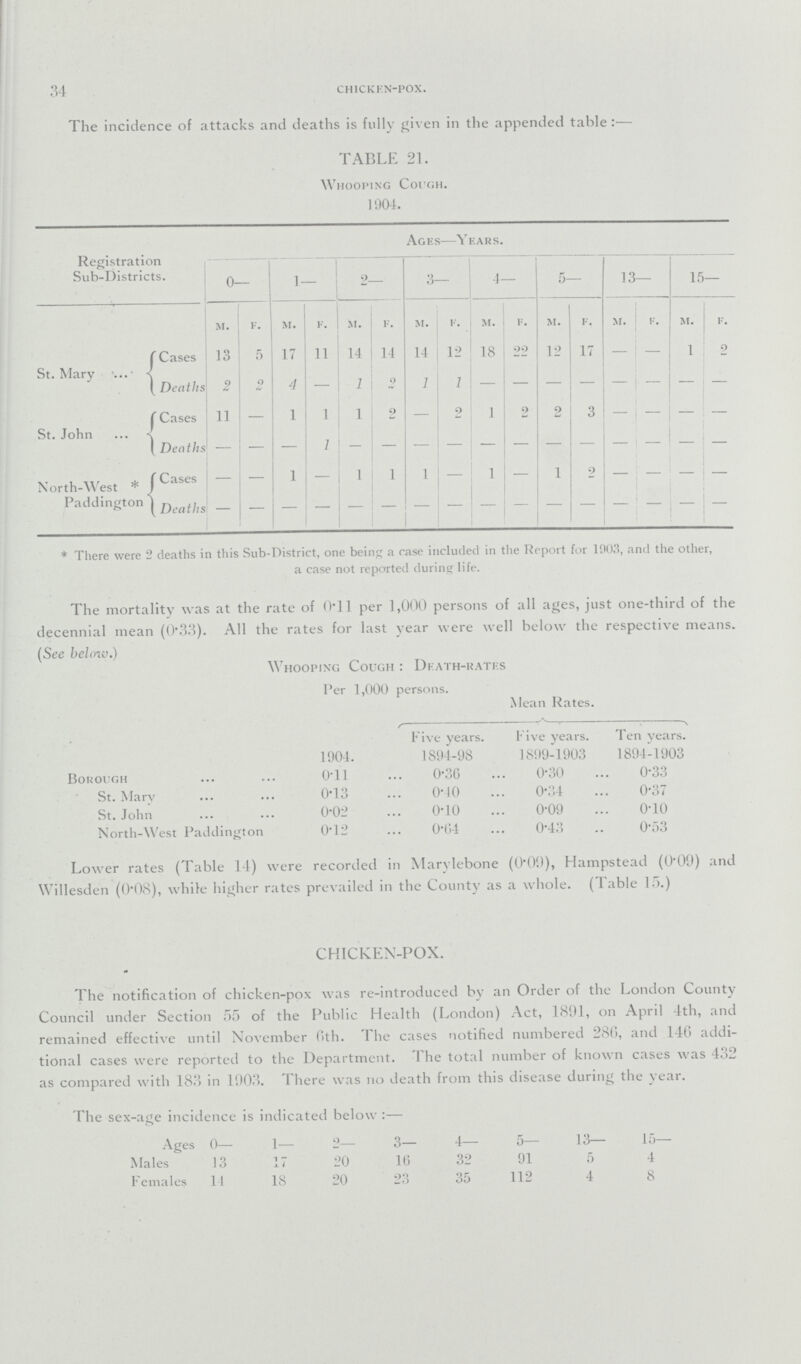 34 CHICKEN-POX.
The incidence of attacks and deaths is fully given in the appended table :—
TABLE 21.
Whooping Cough.
1904.
Registration Sub-Districts. Ages—Years.
0— 1— 2— 3— 4— 5— 13— 15—
M. F. M. F. M. F. M. F. M. F. M. F. M. F. M. F.
St. Mary ... Cases 13 5 17 11 14 14 14 12 18 22 12 17 — — 1 2
Deaths 2 2 4 — 1 2 1 1 — — — — — — — —
St. John ... Cases 11 — 1 1 1 2 — 2 1 2 2 3 — — — —
Deaths — — — 1 — — — — — — — — — — — —
North-West * Paddington Cases — — 1 — 1 1 1 — 1 — 1 2 — — — —
Deaths — — — — — — — — — — — — — — — —
* There were 2 deaths in this Sub-District, one being a case included in the Report for 1903, and the other,
a case not reported during life.
The mortality was at the rate of 0·11 per 1,000 persons of all ages, just one-third of the
decennial mean (0·33). All the rates for last year were well below the respective means.
(See below.)
Whooping Cough : Death-rates
Per 1,000 persons.
Mean Rates.
Five years. Five years. Ten years.
1904. 1894-98 1899-1903 1894-1903
Borough ... ... 0·11 ... 0·36 ... 0·30 ... 0·33
St. Mary ... ... 0·13 ... 0·40 ... 0·34 ... 0·37
St. John ... ... 0·02 ... 0·10 ... 0·09 ... 0·10
North-West Paddington 0·12 ... 0·64 ... 0·43 .. 0·53
Lower rates (Table 14) were recorded in Marylebone (0·09), Hampstead (0·09) and
Willesden (0·08), while higher rates prevailed in the County as a whole. (Table 15.)
CHICKEN-POX.
The notification of chicken-pox was re-introduced by an Order of the London County
Council under Section 55 of the Public Health (London) Act, 1891, on April 4th, and
remained effective until November 6th. The cases notified numbered 286, and 146 addi-
tional cases were reported to the Department. The total number of known cases was 432
as compared with 183 in 1903. There was no death from this disease during the year.
The sex-age incidence is indicated below :—
Ages 0— 1— 2— 3— 4— 5— 13— 15—
Males 13 17 20 16 32 91 5 4
Females 14 18 20 23 35 112 4 8